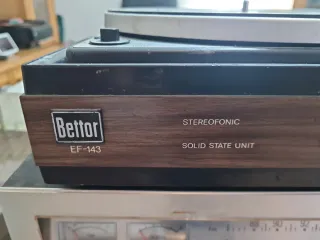 Bettor
EF-143
STEREOFONIC
SOLID STATE UNIT